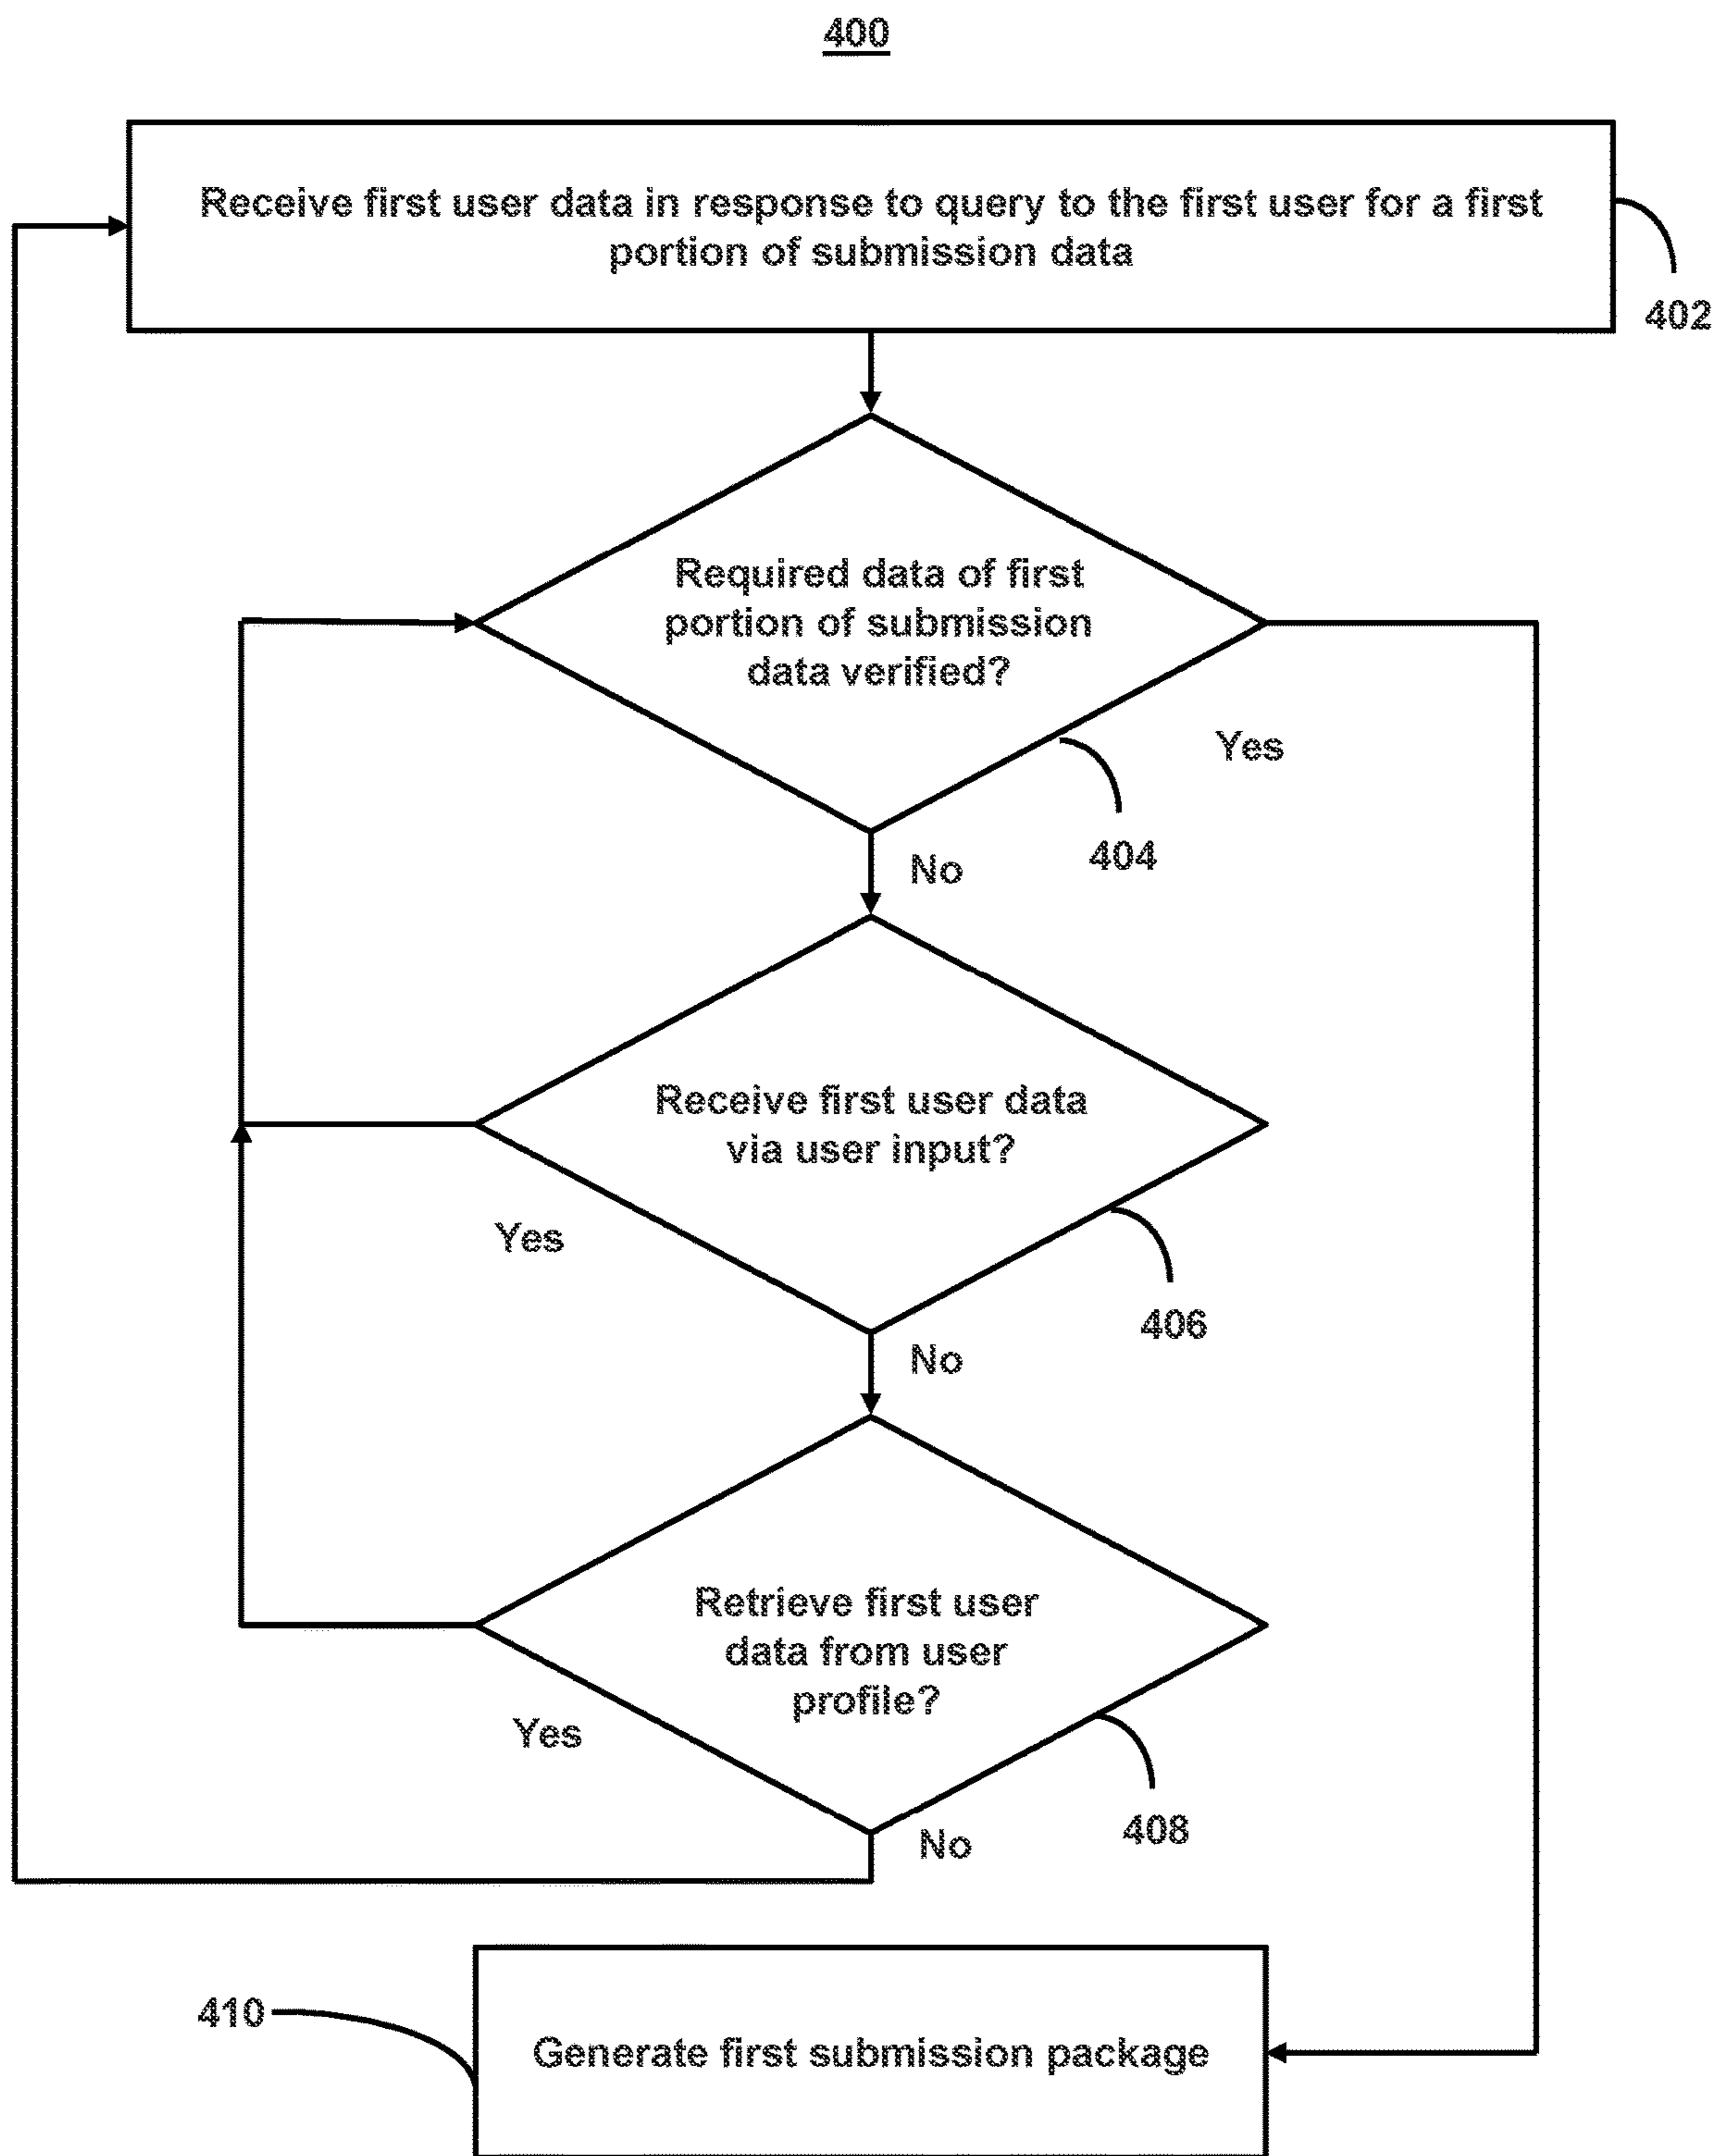 400
Receive first user data in response to query to the first user for a first
portion of submission data
402
Required data of first
portion of submission
data verified?
Yes
404
No
Receive first user data
via user input?
Yes
406
No
Retrieve first user
data from user
profile?
Yes
408
No
410
Generate first submission package